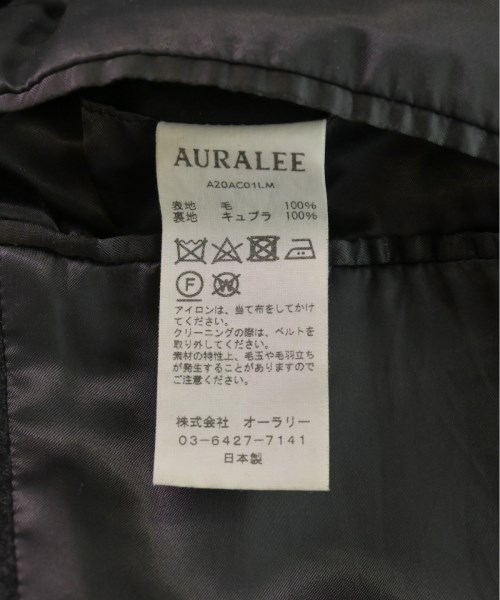 AURALEE
A20AC01LM
表地 毛 100%
裏地 キュプラ 100%
F W
アイロンは、当て布をしてかけ
てください。
クリーニングの際は、ベルトを
取り外してください。
素材の特性上、毛玉や毛羽立ち
が発生することがありますので
ご注意ください。
株式会社 オーラリー
03-6427-7141
日本製